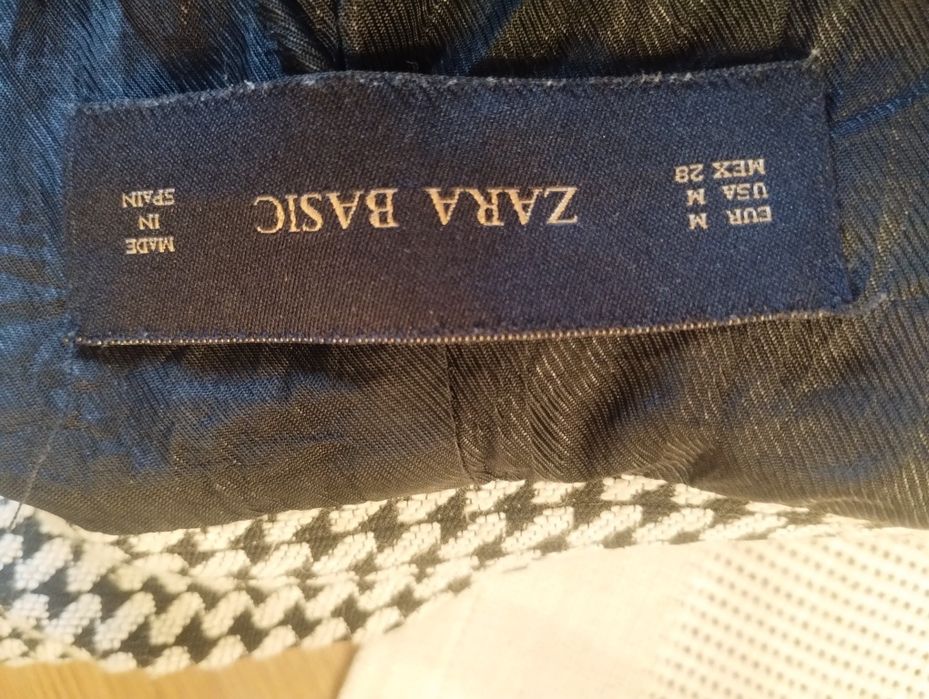 EUR M
USA M
MEX 28
ZARA BASIC
MADE
IN
SPAIN